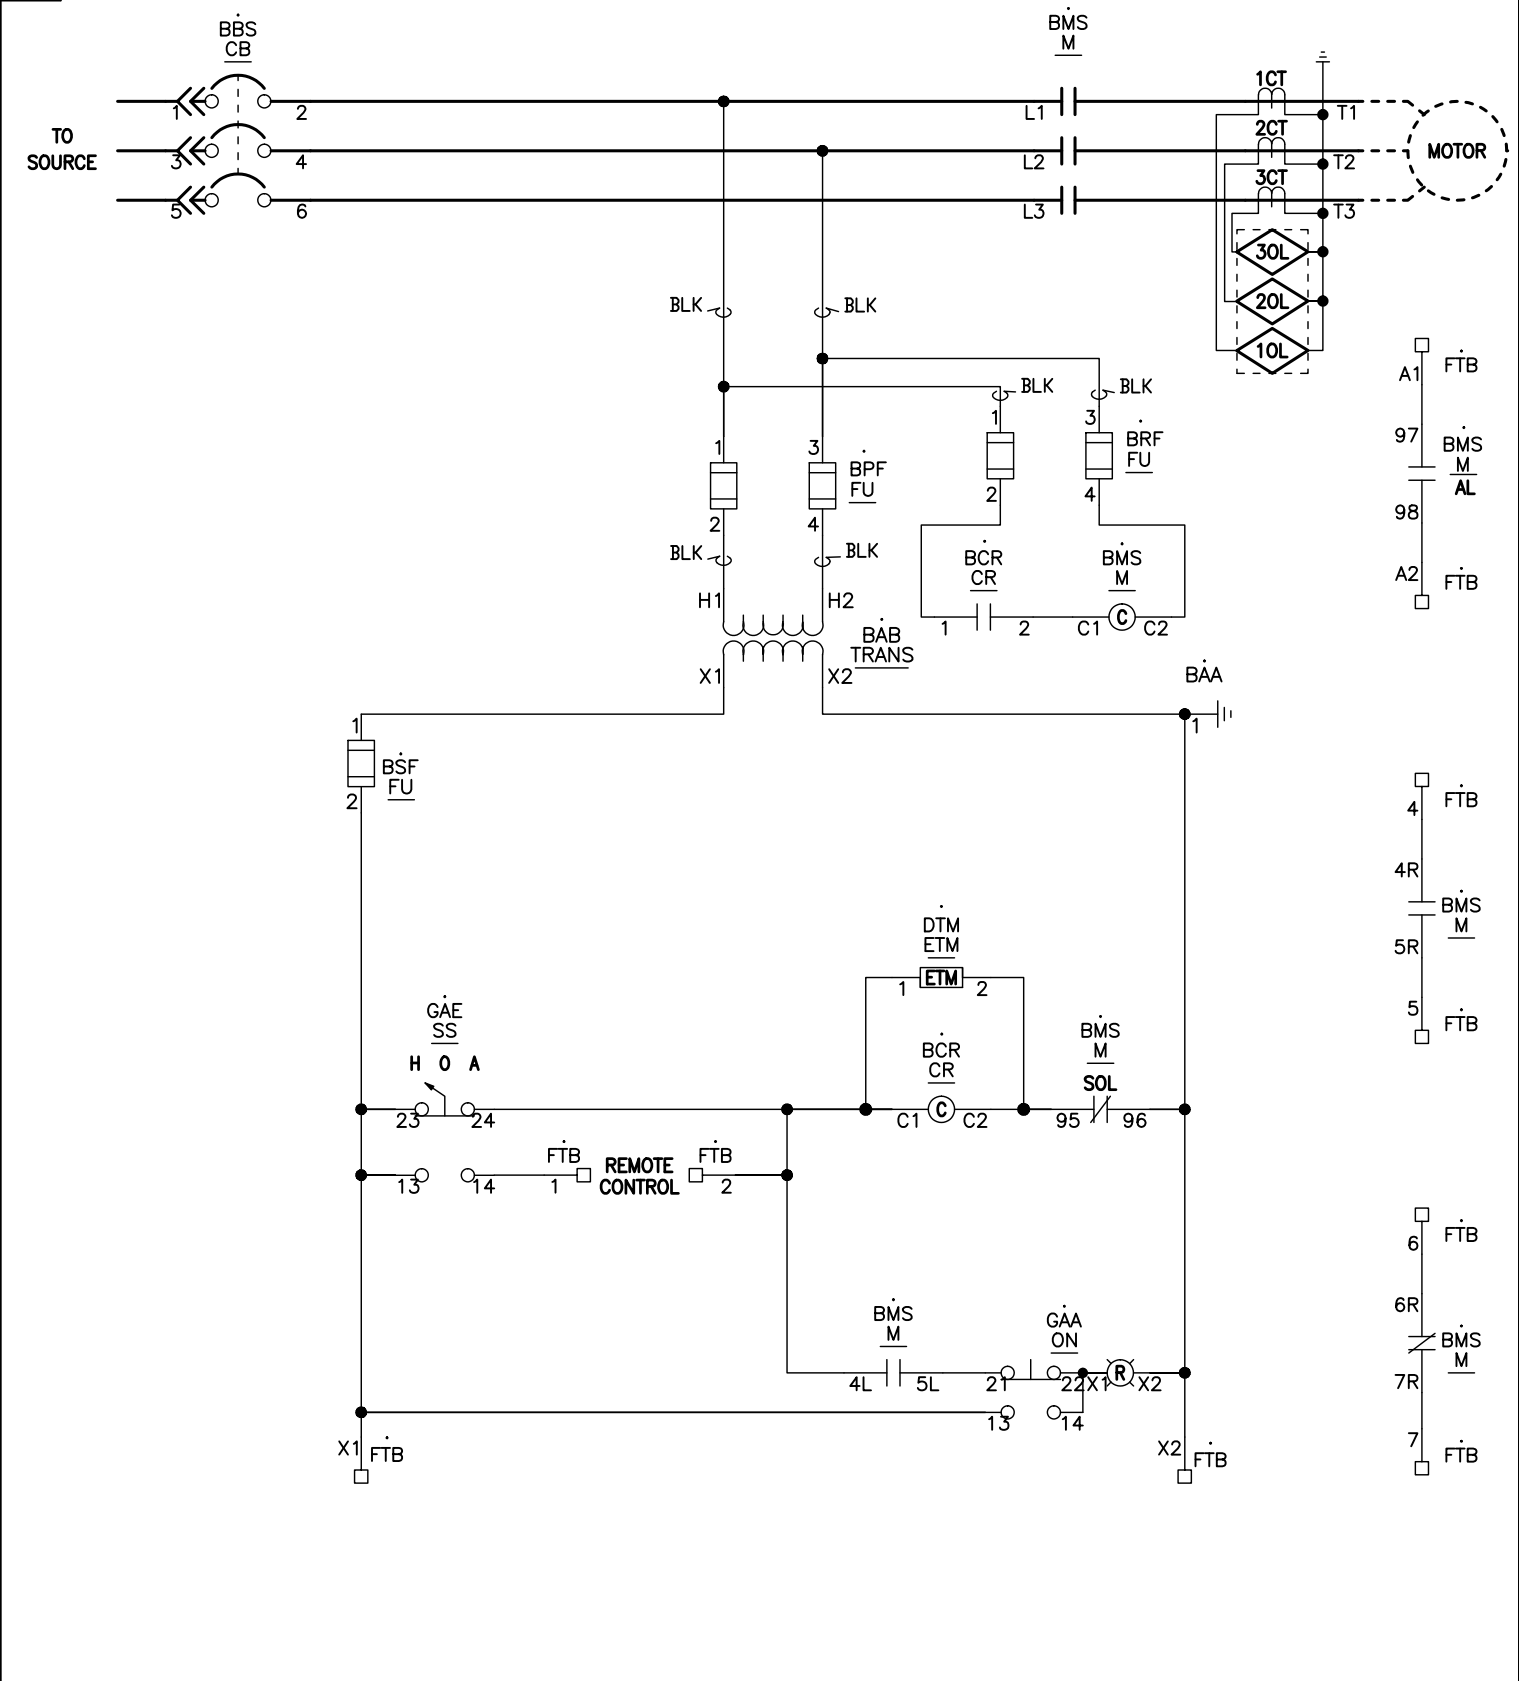 BBS
CB
BMS
M
1CT
1
2
L1
T1
TO
SOURCE
2CT
MOTOR
3
4
L2
T2
3CT
5
6
L3
T3
3OL
2OL
1OL
BLK
BLK
FTB
A1
BLK
BLK
1
3
97
BMS
M
AL
98
A2
FTB
BRF
FU
2
4
1
3
BPF
FU
2
4
BLK
BLK
BCR
CR
BMS
M
H1
H2
1
2
C1
C
C2
BAB
TRANS
X1
X2
BAA
1
1
BSF
FU
2
FTB
4
4R
BMS
M
5R
5
FTB
DTM
ETM
1
ETM
2
GAE
SS
H O A
BCR
CR
BMS
M
SOL
23
24
C1
C
C2
95
96
FTB
REMOTE
CONTROL
FTB
13
14
1
2
FTB
6
6R
BMS
M
7R
7
FTB
BMS
M
GAA
ON
4L
5L
21
22
X1
R
X2
13
14
X1
FTB
X2
FTB